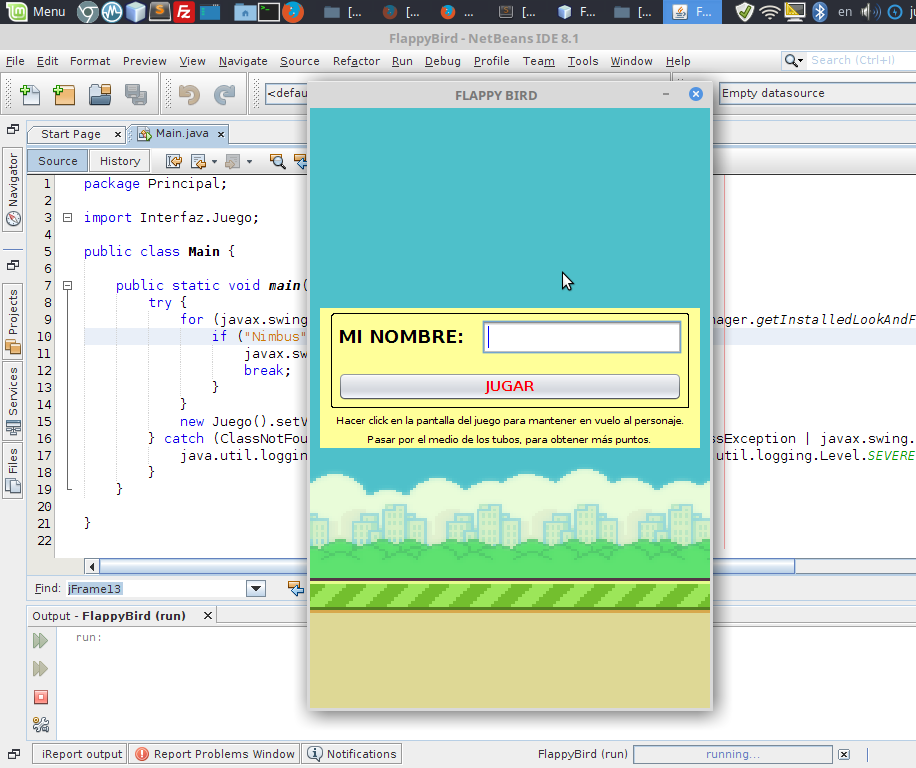 Menu
[...
[...
...
[...
F...
[...
F...
en
FlappyBird - NetBeans IDE 8.1
File Edit Format Preview View Navigate Source Refactor Run Debug Profile Team Tools Window Help
Search (Ctrl+I)
<defau
Empty datasource
FLAPPY BIRD
Start Page
Main.java
Source
History
Navigator
Projects
Services
Files
1 package Principal;
2
3 import Interfaz.Juego;
4
5 public class Main {
6
7 public static void main(
8 try {
9 for (javax.swing
nager.getInstalledLookAndF
10 if ("Nimbus"
11 javax.sw
12 break;
13 }
14 }
15 new Juego().setV
16 } catch (ClassNotFou
ssException | javax.swing.
17 java.util.loggin
util.logging.Level.SEVERE
18 }
19 }
20
21 }
22
MI NOMBRE:
JUGAR
Hacer click en la pantalla del juego para mantener en vuelo al personaje.
Pasar por el medio de los tubos, para obtener más puntos.
Find: jFrame13
Output - FlappyBird (run)
run:
iReport output
Report Problems Window
Notifications
FlappyBird (run)
running...